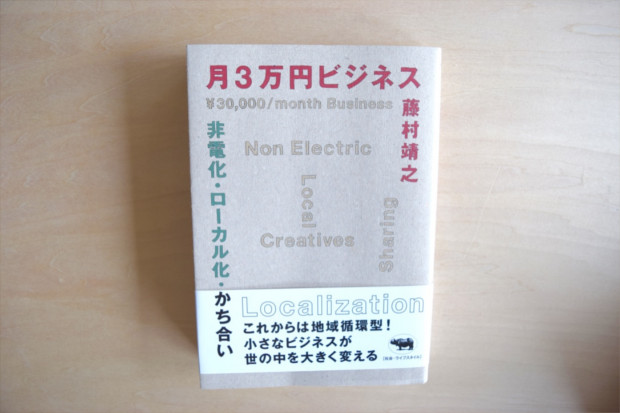 月3万円ビジネス
¥30,000/month Business
藤村靖之
非電化・ローカル化・かち合い
Non Electric
Local
Creatives
Sharing
Localization
これからは地域循環型!
小さなビジネスが
世の中を大きく変える